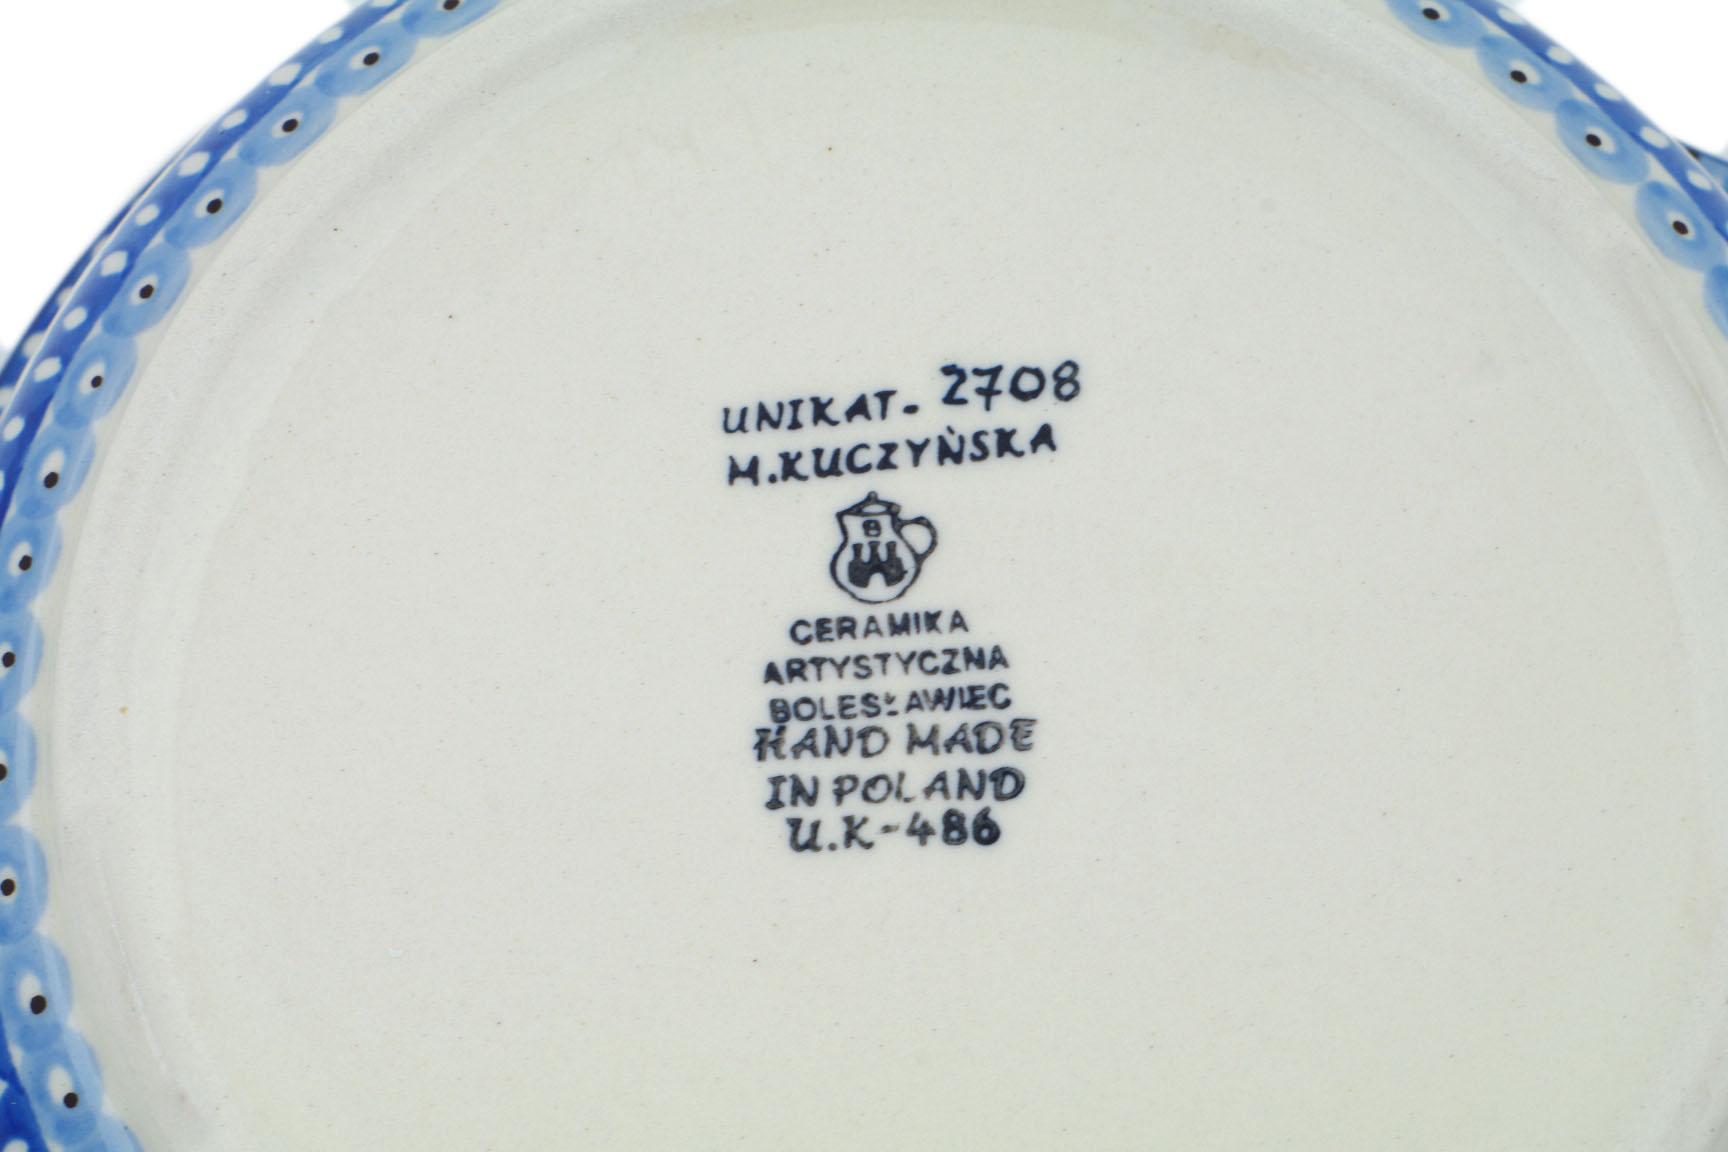 UNIKAT. 2708
M.KUCZYŃSKA
B
CERAMIKA
ARTYSTYCZNA
BOLESŁAWIEC
HAND MADE
IN POLAND
U.K-486